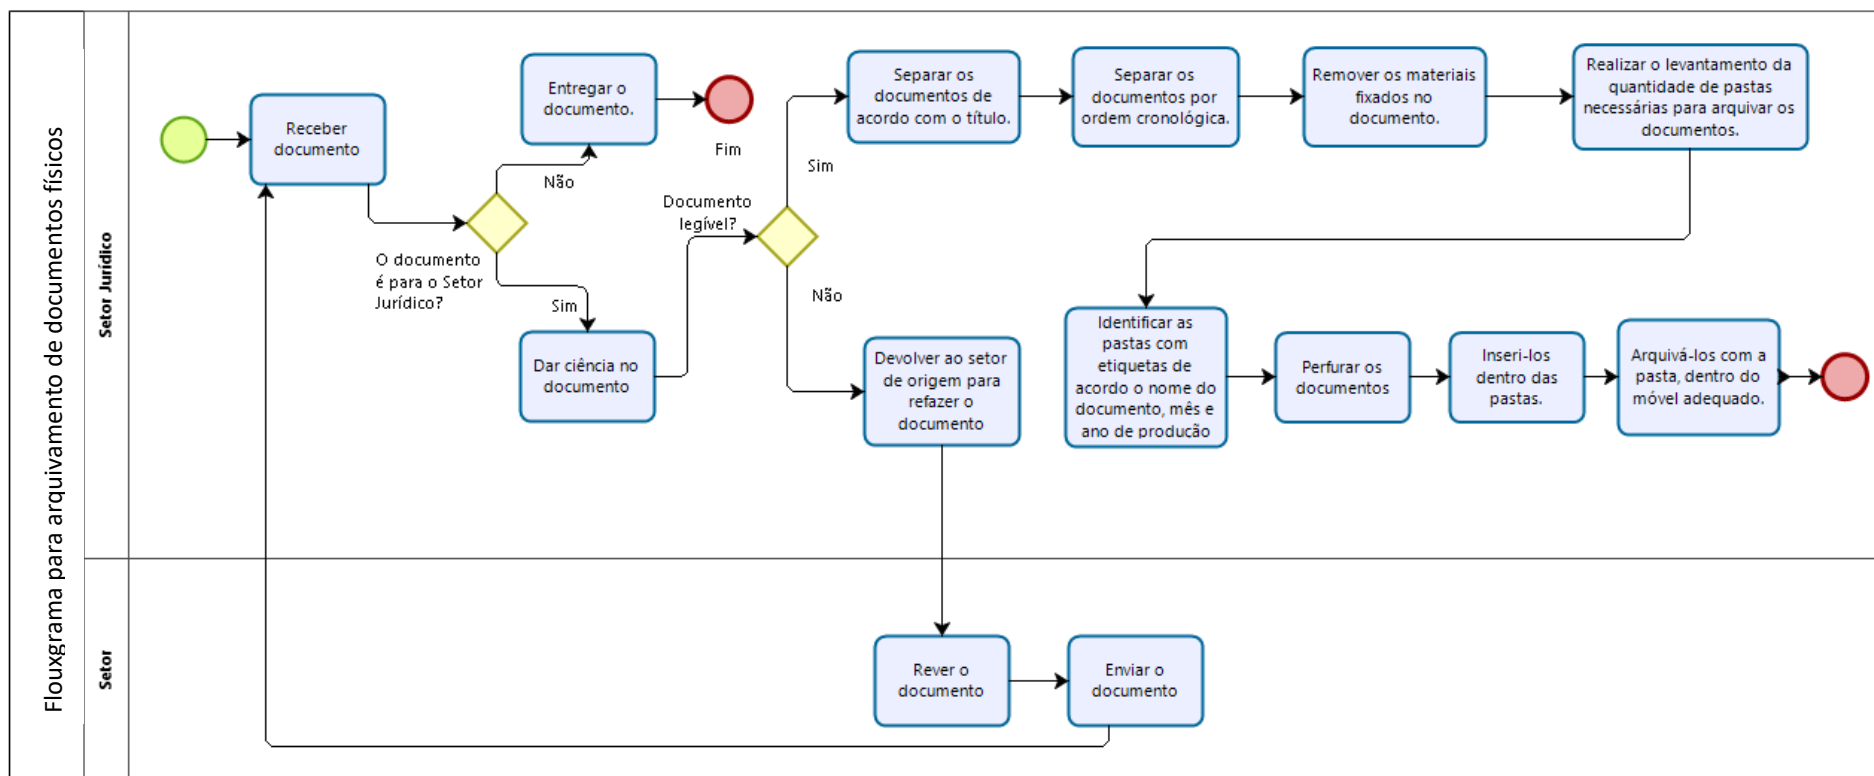 Flouxgrama para arquivamento de documentos físicos
Setor Jurídico
Receber
documento
O documento
é para o Setor
Jurídico?
Não
Entregar o
documento.
Fim
Sim
Dar ciência no
documento
Documento
legível?
Sim
Separar os
documentos de
acordo com o título.
Separar os
documentos por
ordem cronológica.
Remover os materiais
fixados no
documento.
Realizar o levantamento da
quantidade de pastas
necessárias para arquivar os
documentos.
Não
Devolver ao setor
de origem para
refazer o
documento
Identificar as
pastas com
etiquetas de
acordo o nome do
documento, mês e
ano de produção
Perfurar os
documentos
Inseri-los
dentro das
pastas.
Arquivá-los com a
pasta, dentro do
móvel adequado.
Setor
Rever o
documento
Enviar o
documento